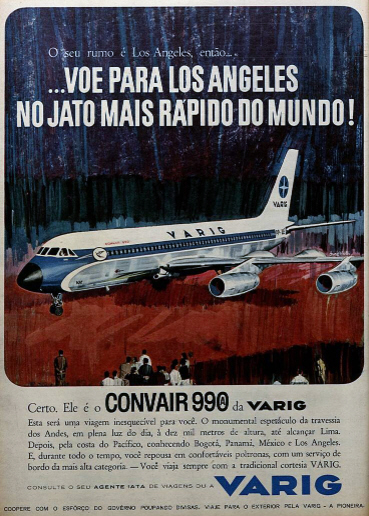 O seu rumo é Los Angeles, então...
...VOE PARA LOS ANGELES
NO JATO MAIS RÁPIDO DO MUNDO!
VARIG
VARIG
Certo. Ele é o CONVAIR 990A da VARIG
Esta será uma viagem inesquecível para você. O monumental espetáculo da travessia
dos Andes, em plena luz do dia, à dez mil metros de altura, até alcançar Lima.
Depois, pela costa do Pacífico, conhecendo Bogotá, Panamá, México e Los Angeles.
E, durante todo o tempo, você repousa em confortáveis poltronas, com um serviço de
bordo da mais alta categoria. — Você viaja sempre com a tradicional cortesia VARIG.
CONSULTE O SEU AGENTE IATA DE VIAGENS OU A VARIG
COOPERE COM O ESFÔRÇO DO GOVÊRNO POUPANDO DIVISAS. VIAJE PARA O EXTERIOR PELA VARIG - A PIONEIRA.